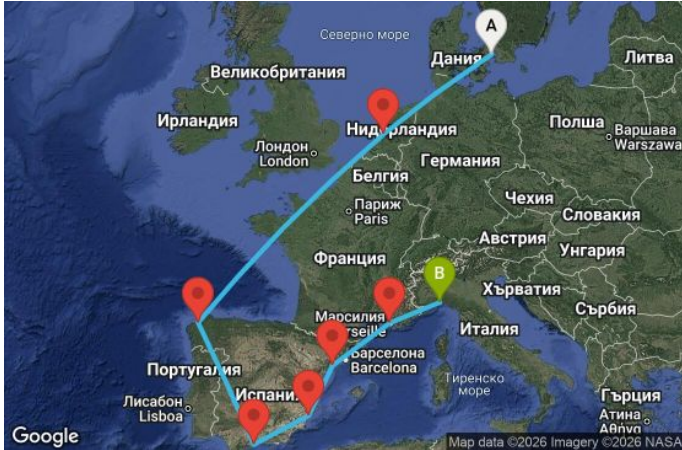 A
Северно море
Дания
Литва
Великобритания
Ирландия
Нидерландия
Полша
Варшава
Warszawa
Лондон
London
Германия
Белгия
Чехия
Париж
Paris
Словакия
Австрия
Унгария
Франция
B
Хърватия
Сърбия
Марсилия
Италия
Барселона
Barcelona
Португалия
Тиренско
море
Гърция
Лисабон
Lisboa
Атина
Αθήνα
Google
Map data ©2026 Imagery ©2026 NASA